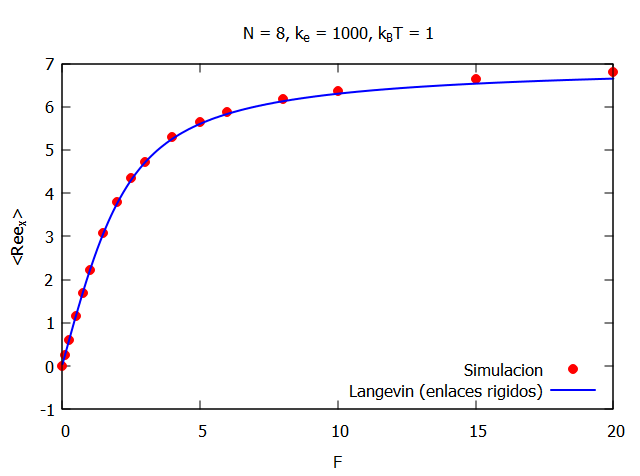 N = 8, kₑ = 1000, k_BT = 1
7
6
5
4
3
2
1
0
-1
<Reeₓ>
Simulacion
Langevin (enlaces rigidos)
0 5 10 15 20
F